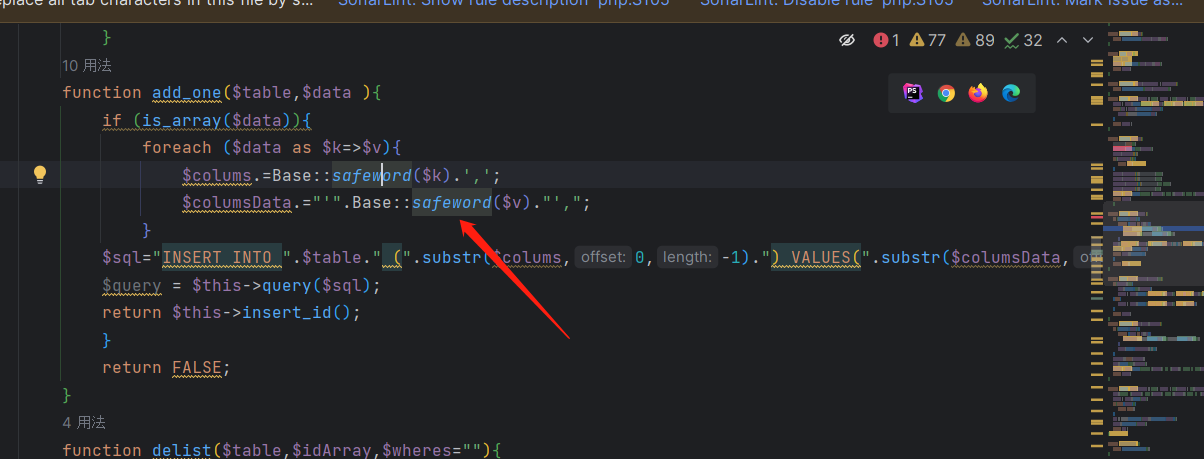 eplace all tab characters in this file by s... SonarLint: Show rule description 'php:S105' SonarLint: Disable rule 'php:S105' SonarLint: Mark issue as...
}
1 77 89 32
10 用法
function add_one($table,$data ){
if (is_array($data)){
foreach ($data as $k=>$v){
$colums.=Base::safeword($k).',';
$columsData.="'".Base::safeword($v)."',";
}
$sql="INSERT INTO ".$table." (".substr($colums, offset: 0, length: -1).") VALUES(".substr($columsData,
$query = $this->query($sql);
return $this->insert_id();
}
return FALSE;
}
4 用法
function delist($table,$idArray,$wheres=""){